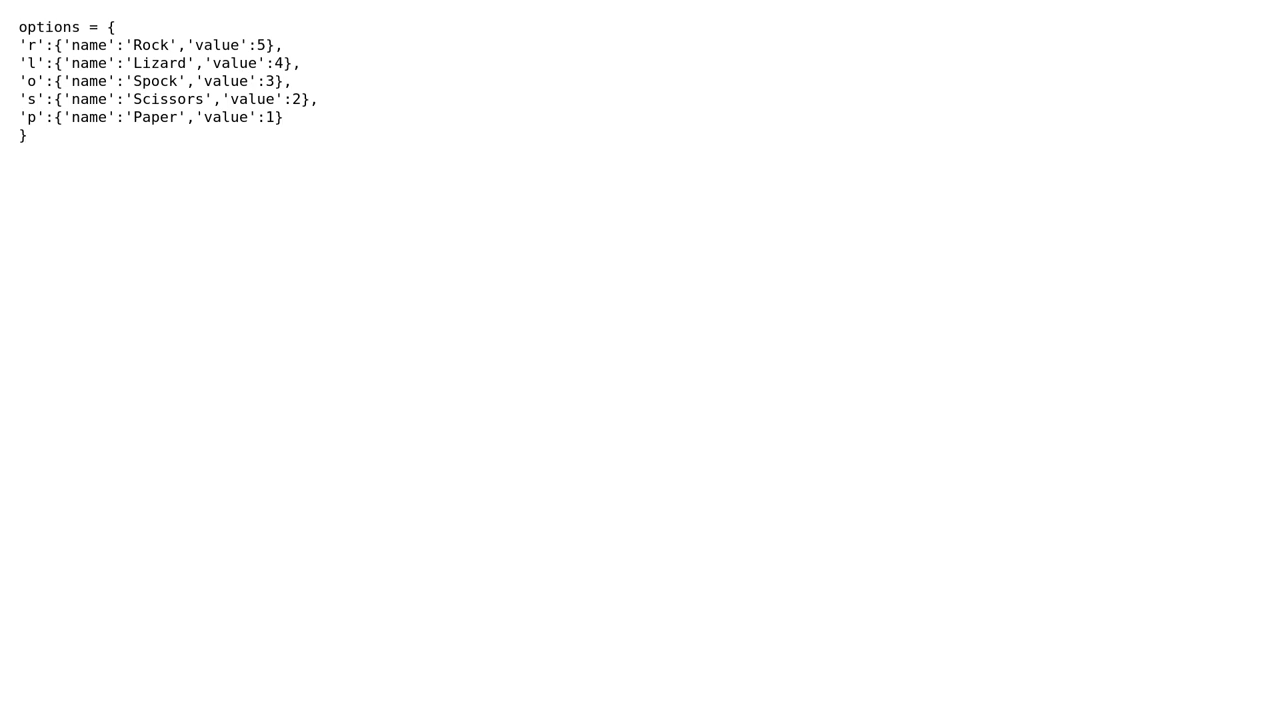 options = {
'r':{'name':'Rock','value':5},
'l':{'name':'Lizard','value':4},
'o':{'name':'Spock','value':3},
's':{'name':'Scissors','value':2},
'p':{'name':'Paper','value':1}
}